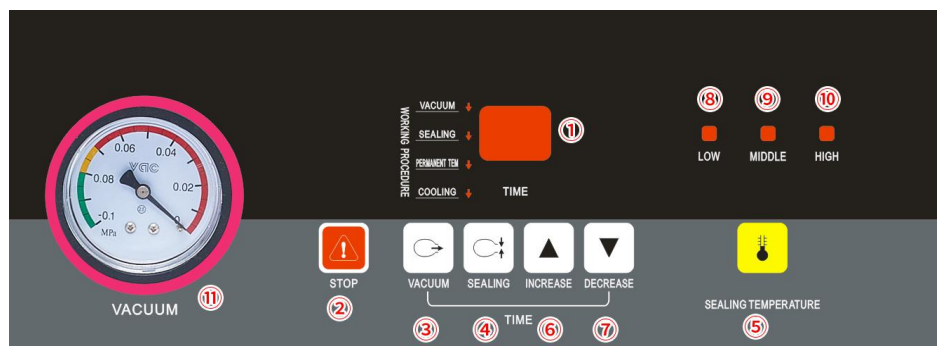 VACUUM
SEALING
PERMANENT TEM
COOLING
WORKING PROCEDURE
TIME
①
⑧ ⑨ ⑩
LOW MIDDLE HIGH
0.06 0.04
vac
0.08 0.02
-0.1 0
MPa
VACUUM
⑪
STOP
②
VACUUM SEALING INCREASE DECREASE
TIME
③ ④ ⑥ ⑦
SEALING TEMPERATURE
⑤